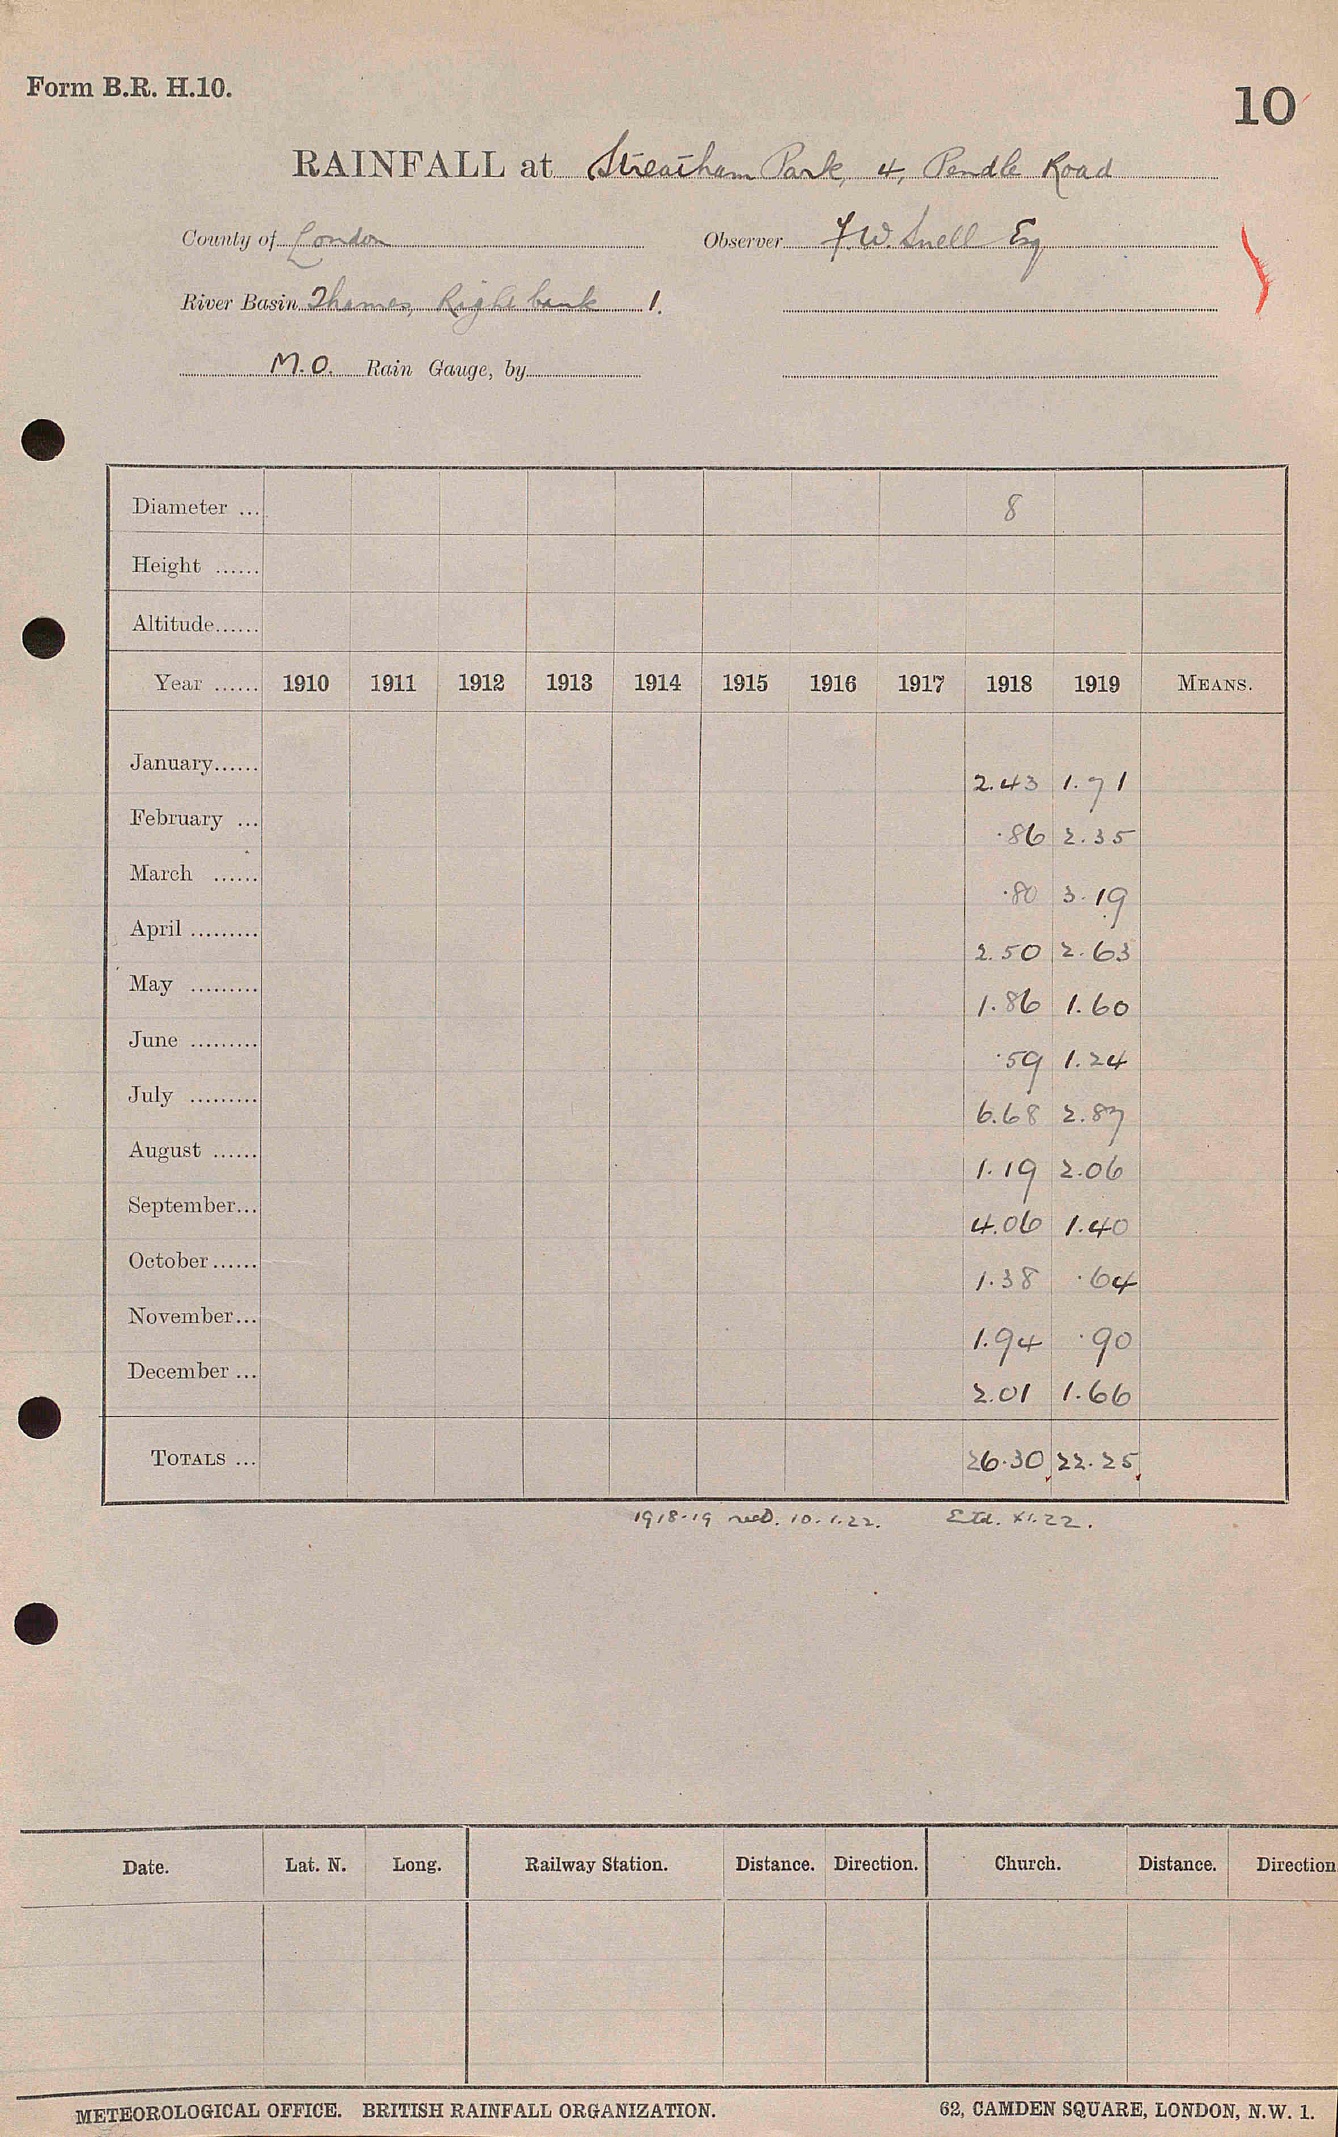 Form B.R. H.10.
10
RAINFALL at Streatham Park, 4, Pendle Road
County of London Observer F.W. Snell Esq
River Basin Thames, Right bank 1.
M.O. Rain Gauge, by
Diameter ... 8
Height ......
Altitude......
Year ...... 1910 1911 1912 1913 1914 1915 1916 1917 1918 1919 MEANS.
January...... 2.43 1.71
February ... .86 2.35
March ...... .80 3.19
April ......... 2.50 2.63
May ......... 1.86 1.60
June ......... .59 1.24
July ......... 6.68 2.87
August ...... 1.19 2.06
September... 4.06 1.40
October...... 1.38 .64
November... 1.94 .90
December ... 2.01 1.66
TOTALS ... 26.30 22.25
1918-19 recd. 10.1.22. Etd. XI.22.
Date. Lat. N. Long. Railway Station. Distance. Direction. Church. Distance. Direction
METEOROLOGICAL OFFICE. BRITISH RAINFALL ORGANIZATION. 62, CAMDEN SQUARE, LONDON, N.W. 1.